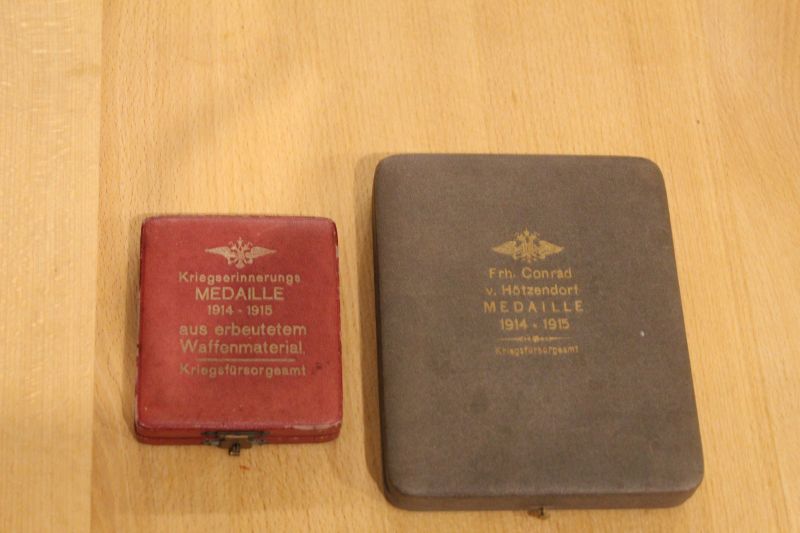 Kriegserinnerungs
MEDAILLE
1914 - 1915
aus erbeutetem
Waffenmaterial.
Kriegsfürsorgeamt
Frh. Conrad
v. Hötzendorf
MEDAILLE
1914 - 1915
Kriegsfürsorgeamt